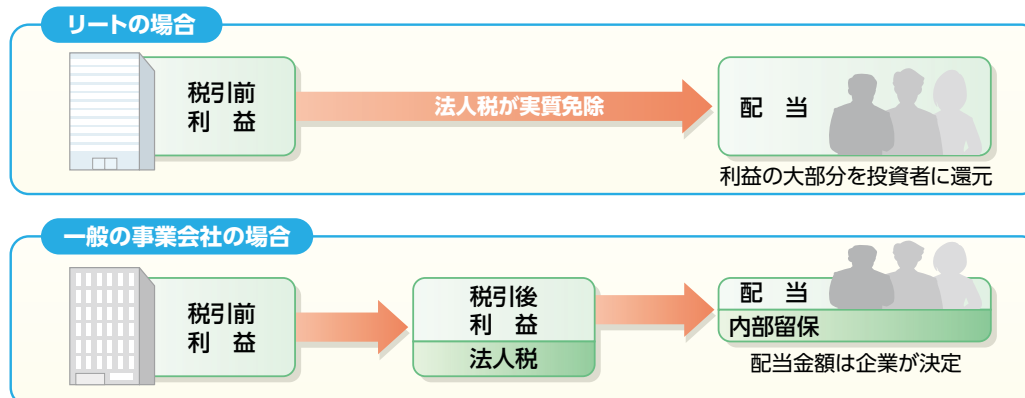 リートの場合
税引前
利 益
法人税が実質免除
配 当
利益の大部分を投資者に還元
一般の事業会社の場合
税引前
利 益
税引後
利 益
法人税
配 当
内部留保
配当金額は企業が決定